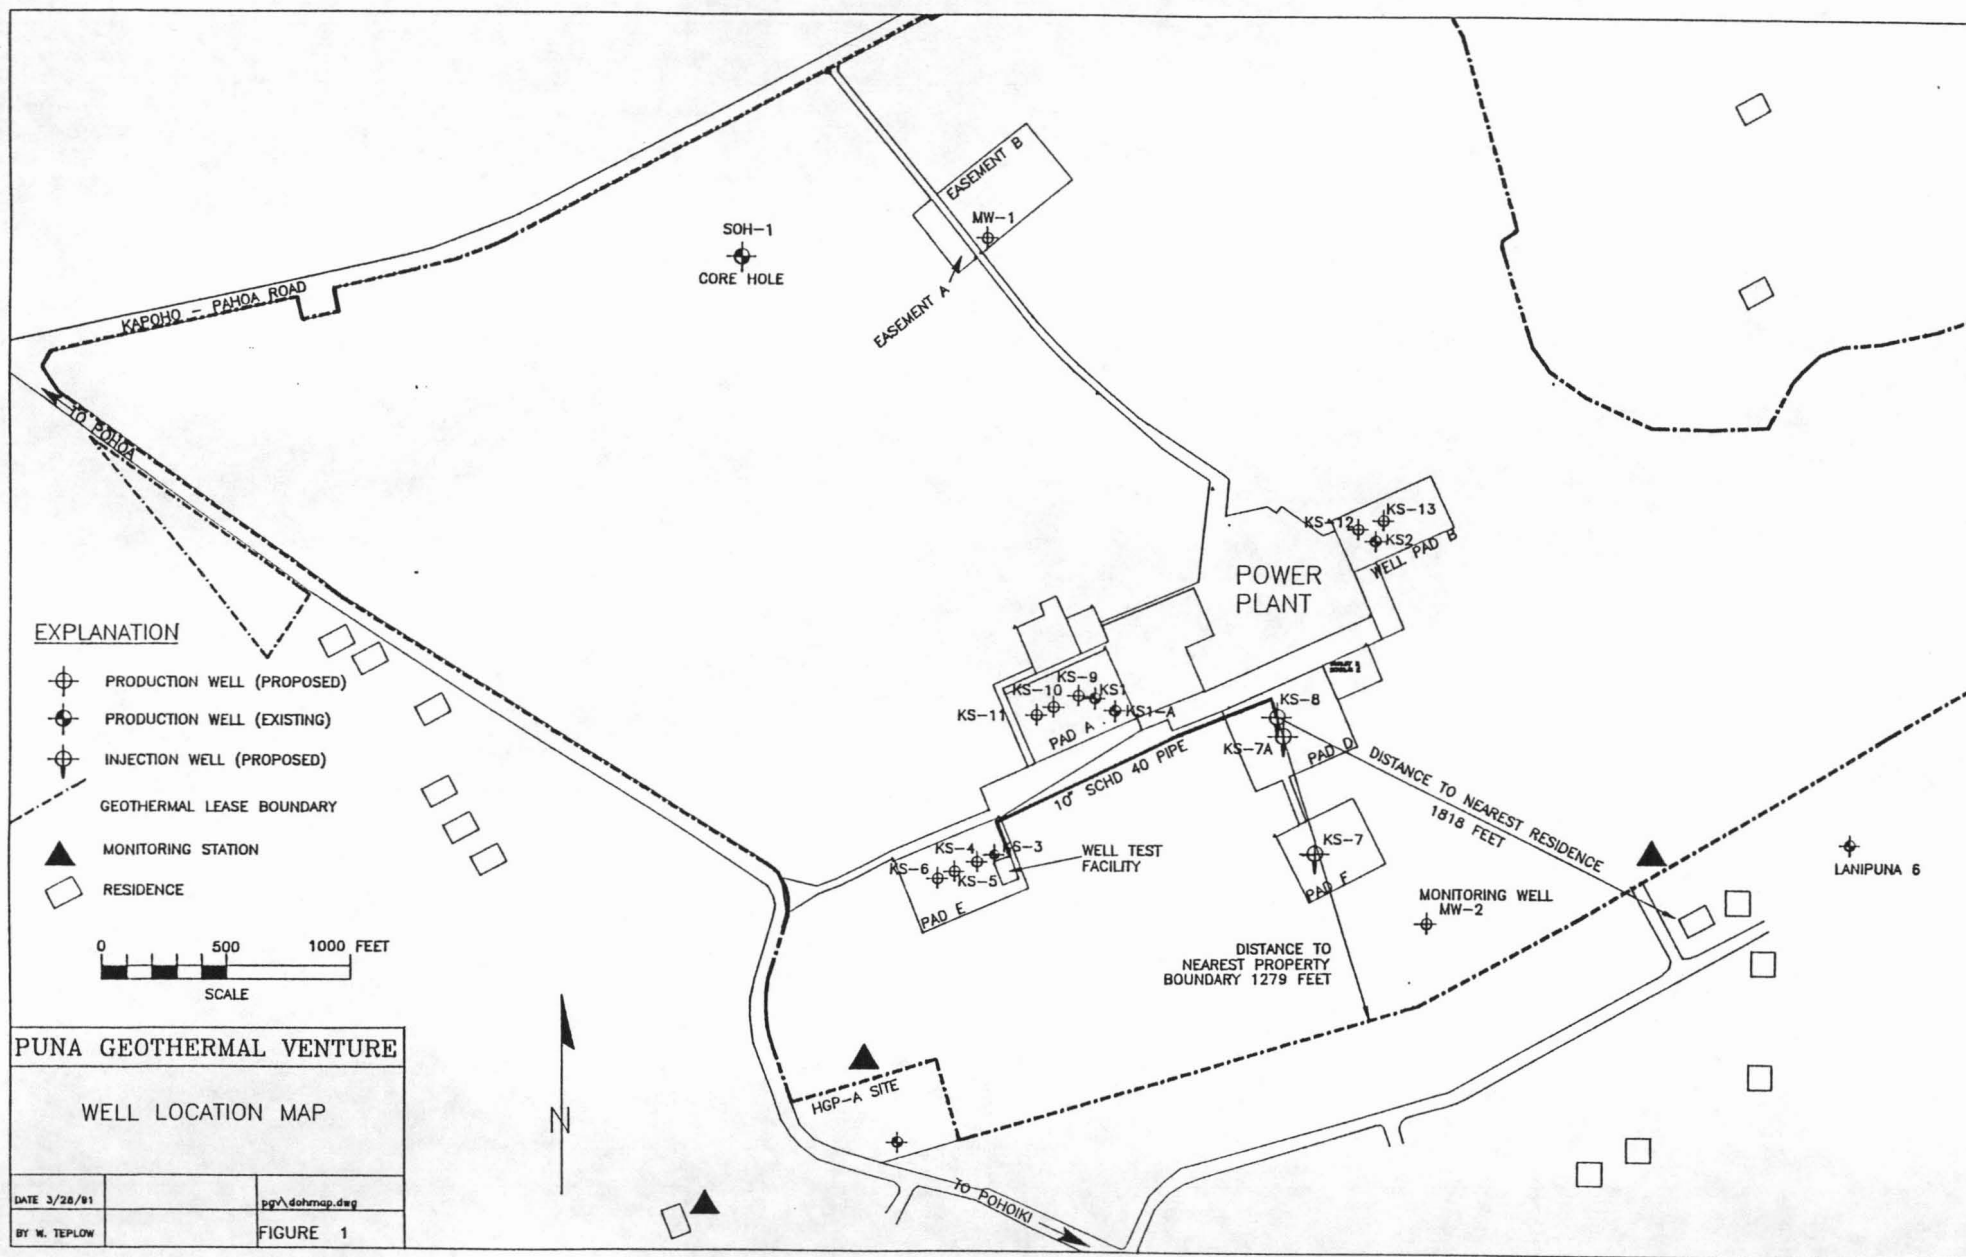 EASEMENT B
MW-1
SOH-1
CORE HOLE
EASEMENT A
KAPOHO - PAHOA ROAD
TO POHOA
KS-12
KS-13
KS2
WELL PAD B
POWER
PLANT
EXPLANATION
PRODUCTION WELL (PROPOSED)
PRODUCTION WELL (EXISTING)
INJECTION WELL (PROPOSED)
GEOTHERMAL LEASE BOUNDARY
MONITORING STATION
RESIDENCE
0 500 1000 FEET
SCALE
KS-9
KS-10
KS1
KS-11
KS1-A
PAD A
KS-8
KS-7A
PAD D
10" SCHD 40 PIPE
DISTANCE TO NEAREST RESIDENCE
1818 FEET
KS-4
KS-3
KS-6
KS-5
PAD E
WELL TEST
FACILITY
KS-7
PAD F
MONITORING WELL
MW-2
LANIPUNA 6
DISTANCE TO
NEAREST PROPERTY
BOUNDARY 1279 FEET
HGP-A SITE
TO POHOIKI
N
PUNA GEOTHERMAL VENTURE
WELL LOCATION MAP
DATE 3/28/91
pgv\dohmap.dwg
BY W. TEPLOW
FIGURE 1